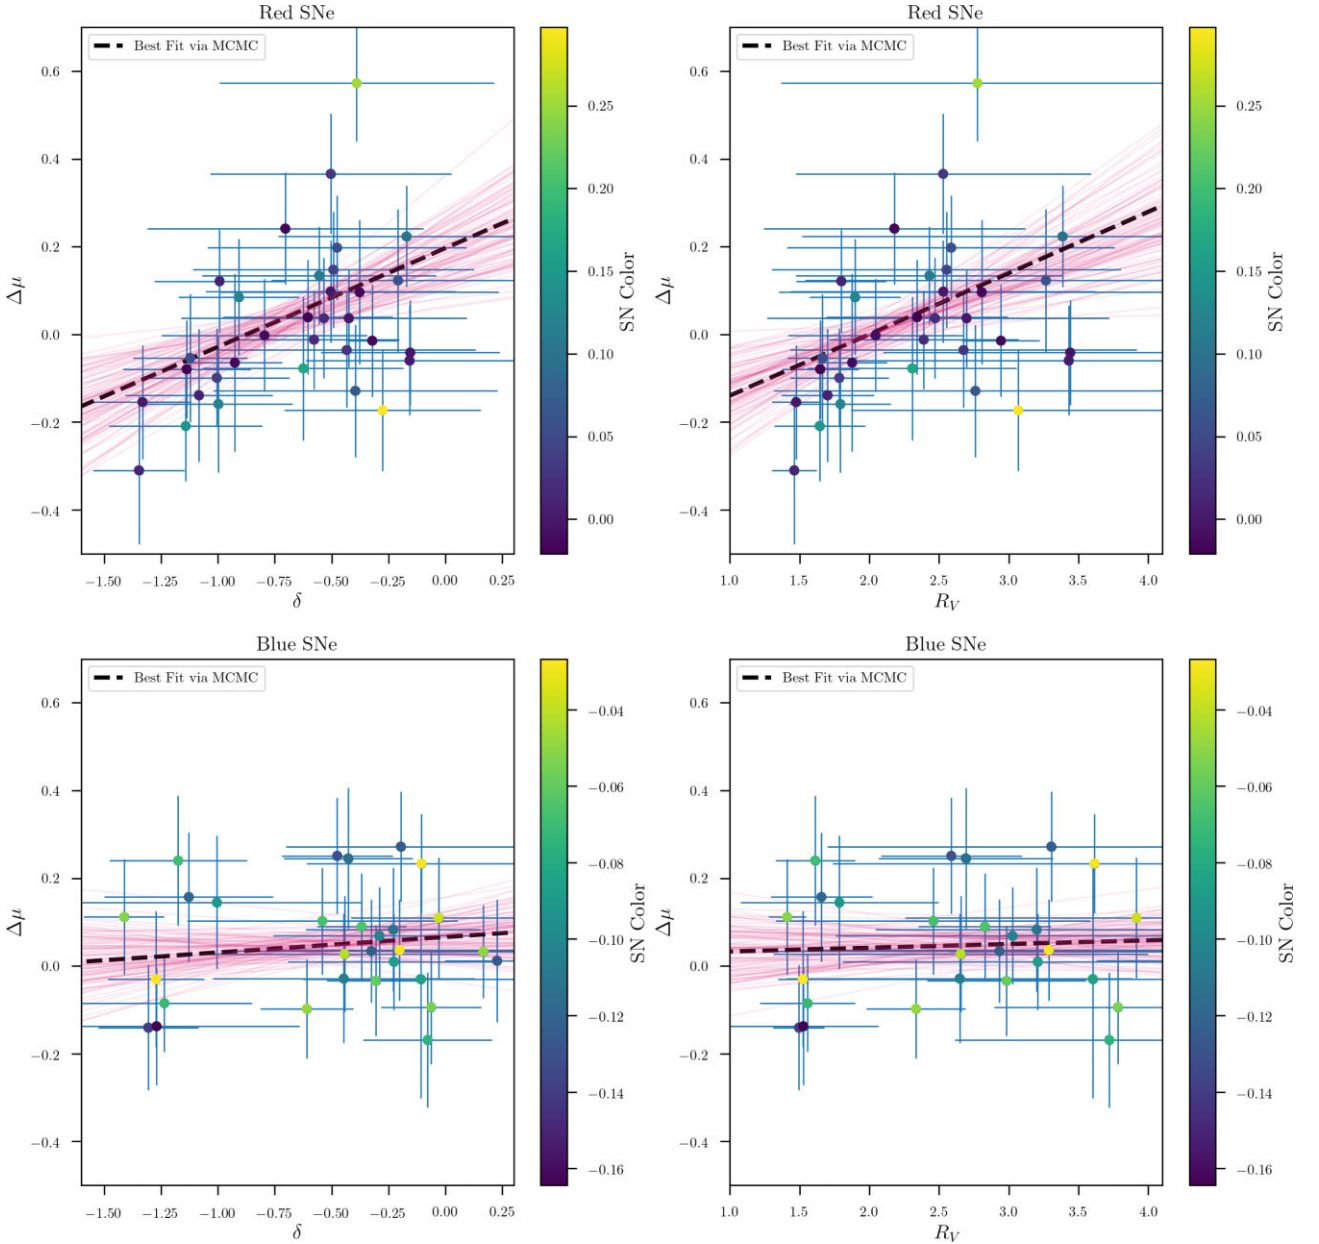 Red SNe
Best Fit via MCMC
0.6
0.4
0.2
0.0
−0.2
−0.4
Δμ
−1.50 −1.25 −1.00 −0.75 −0.50 −0.25 0.00 0.25
δ
0.25
0.20
0.15
0.10
0.05
0.00
SN Color
Red SNe
Best Fit via MCMC
0.6
0.4
0.2
0.0
−0.2
−0.4
Δμ
1.0 1.5 2.0 2.5 3.0 3.5 4.0
R_V
0.25
0.20
0.15
0.10
0.05
0.00
SN Color
Blue SNe
Best Fit via MCMC
0.6
0.4
0.2
0.0
−0.2
−0.4
Δμ
−1.50 −1.25 −1.00 −0.75 −0.50 −0.25 0.00 0.25
δ
−0.04
−0.06
−0.08
−0.10
−0.12
−0.14
−0.16
SN Color
Blue SNe
Best Fit via MCMC
0.6
0.4
0.2
0.0
−0.2
−0.4
Δμ
1.0 1.5 2.0 2.5 3.0 3.5 4.0
R_V
−0.04
−0.06
−0.08
−0.10
−0.12
−0.14
−0.16
SN Color